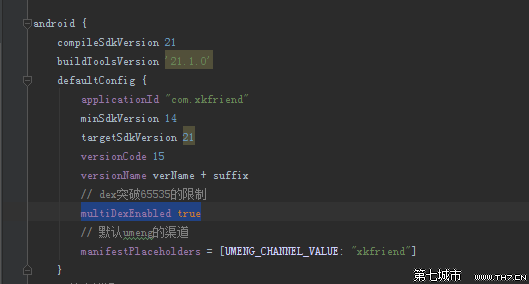 android {
compileSdkVersion 21
buildToolsVersion '21.1.0'
defaultConfig {
applicationId "com.xkfriend"
minSdkVersion 14
targetSdkVersion 21
versionCode 15
versionName verName + suffix
// dex突破65535的限制
multiDexEnabled true
// 默认umeng的渠道
manifestPlaceholders = [UMENG_CHANNEL_VALUE: "xkfriend"]
}
第七城市 www.TH7.CN